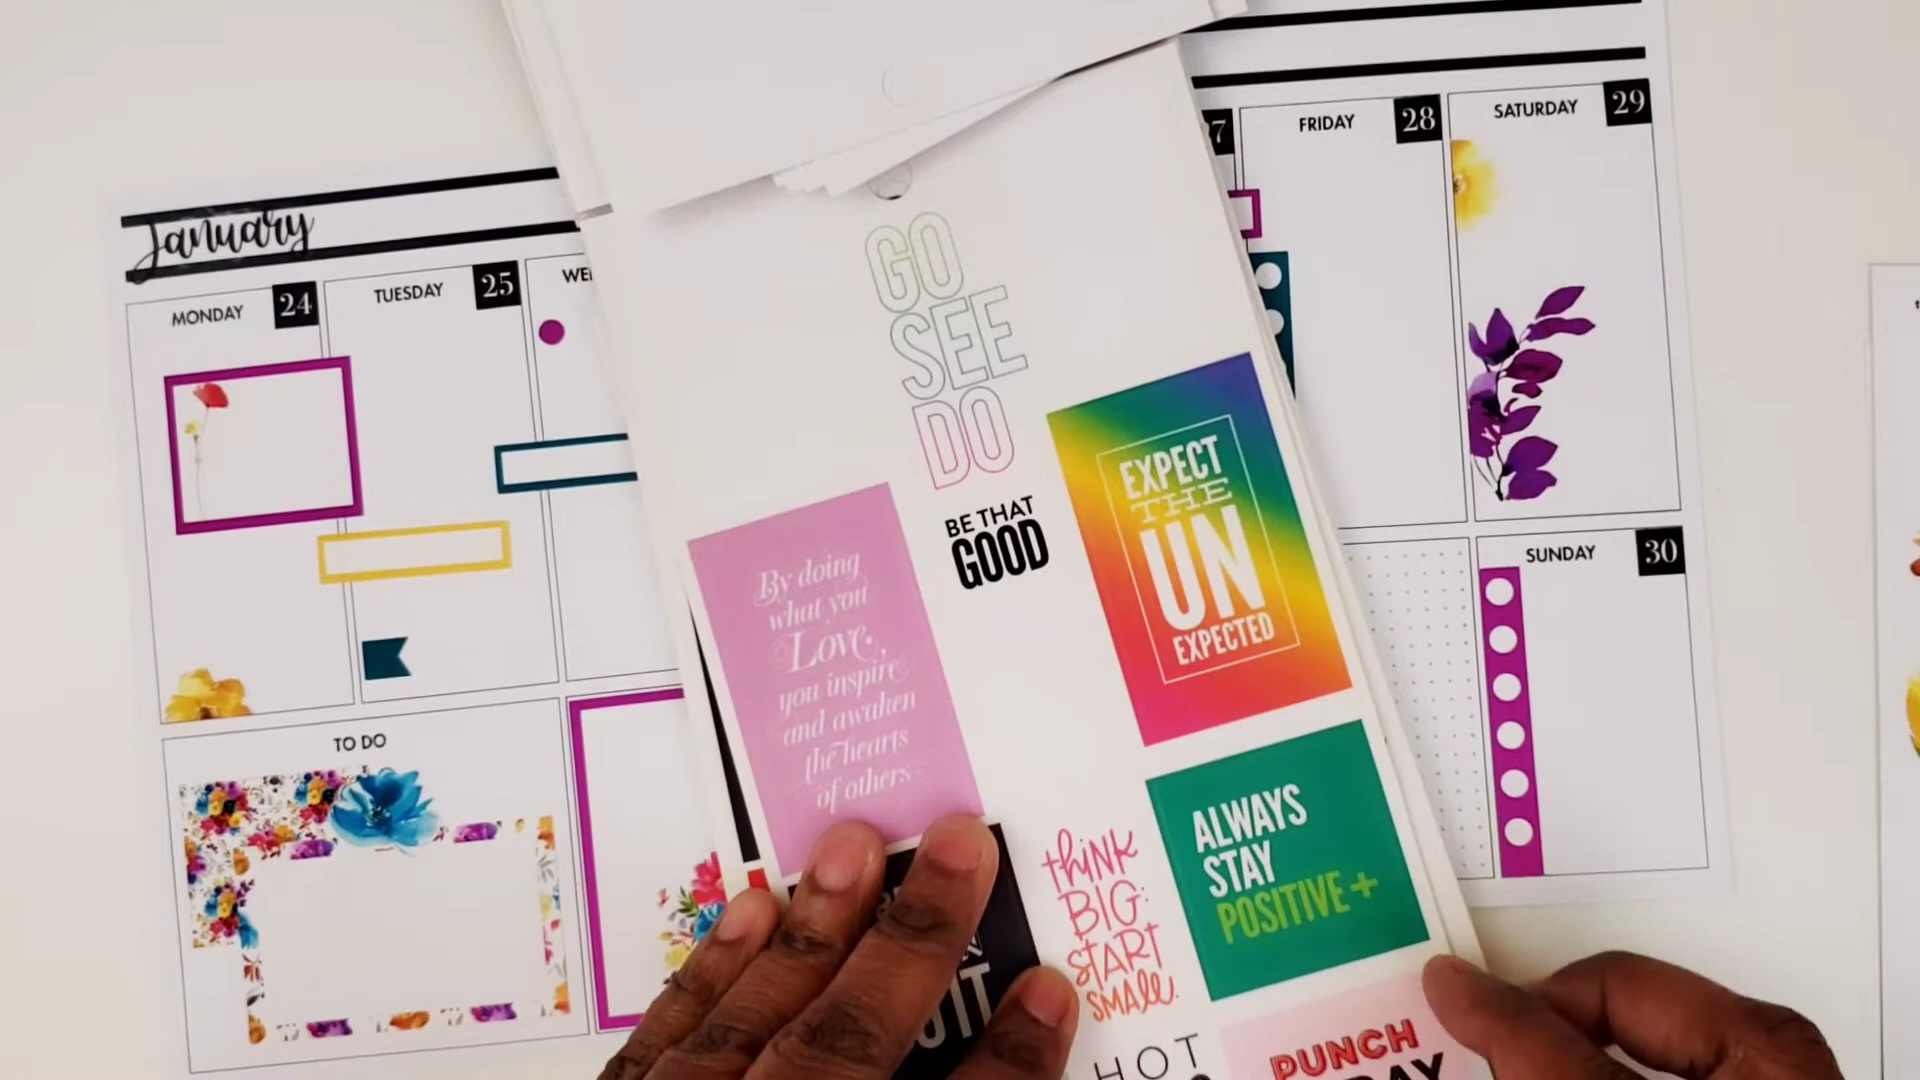 January
MONDAY
24
TUESDAY
25
FRIDAY
28
SATURDAY
29
TO DO
SUNDAY
30
GO
SEE
DO
BE THAT
GOOD
EXPECT
THE
UN
EXPECTED
By doing
what you
Love,
you inspire
and awaken
the hearts
of others
ALWAYS
STAY
POSITIVE+
thiNK
BIG:
START
SMALL.
HOT
PUNCH